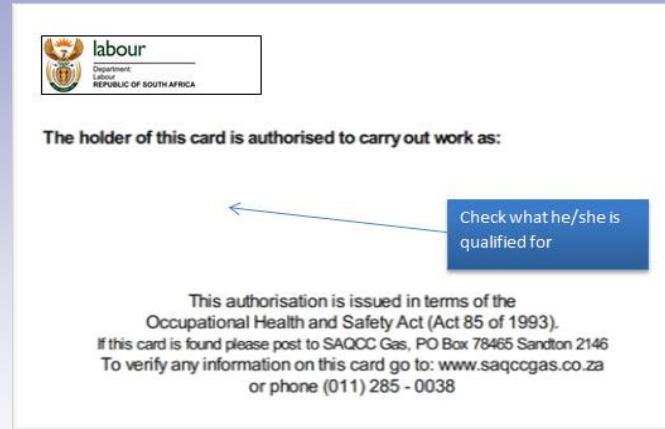 labour
Department:
Labour
REPUBLIC OF SOUTH AFRICA
The holder of this card is authorised to carry out work as:
Check what he/she is
qualified for
This authorisation is issued in terms of the
Occupational Health and Safety Act (Act 85 of 1993).
If this card is found please post to SAQCC Gas, PO Box 78465 Sandton 2146
To verify any information on this card go to: www.saqccgas.co.za
or phone (011) 285 - 0038